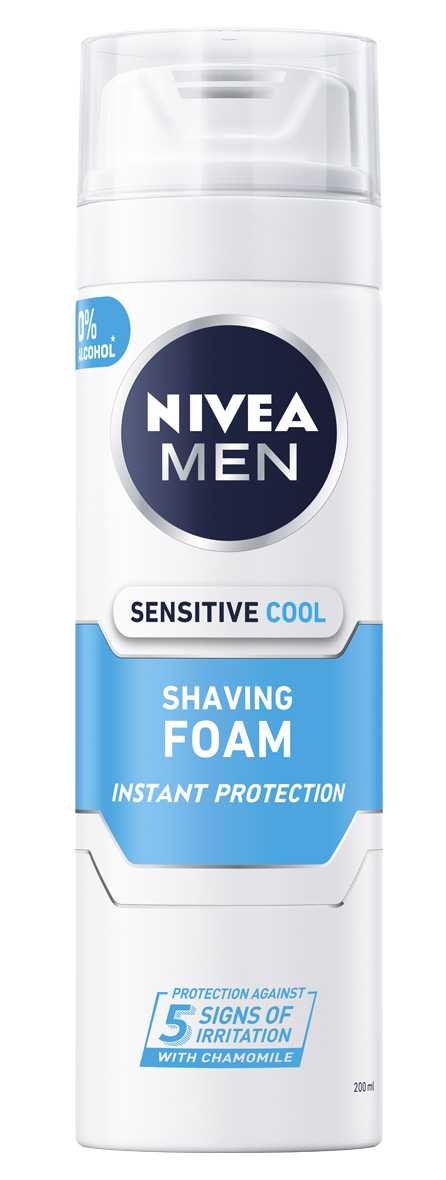 0%
ALCOHOL*
NIVEA
MEN
SENSITIVE COOL
SHAVING
FOAM
INSTANT PROTECTION
PROTECTION AGAINST
5 SIGNS OF
IRRITATION
WITH CHAMOMILE
200 ml